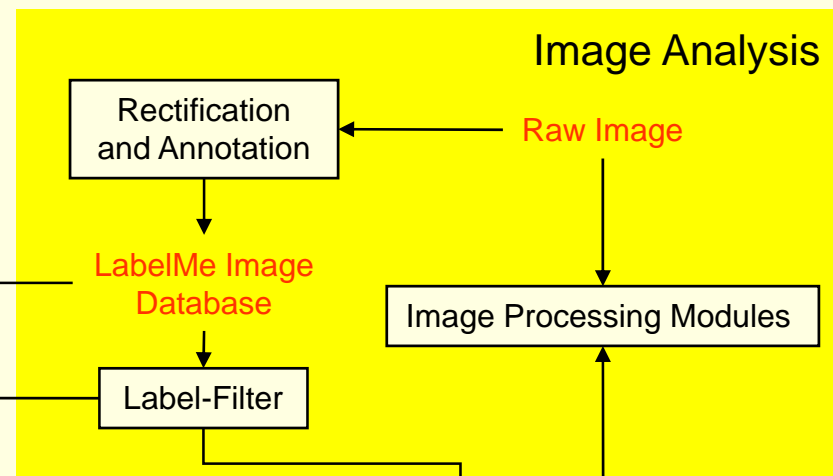 Image Analysis
Rectification
and Annotation
Raw Image
LabelMe Image
Database
Image Processing Modules
Label-Filter